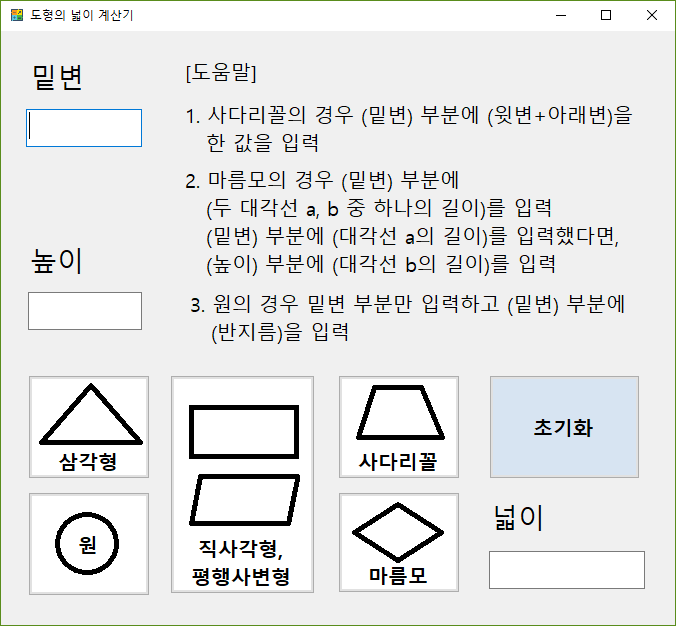 도형의 넓이 계산기
밑변
[도움말]
1. 사다리꼴의 경우 (밑변) 부분에 (윗변+아래변)을
한 값을 입력
2. 마름모의 경우 (밑변) 부분에
(두 대각선 a, b 중 하나의 길이)를 입력
(밑변) 부분에 (대각선 a의 길이)를 입력했다면,
(높이) 부분에 (대각선 b의 길이)를 입력
높이
3. 원의 경우 밑변 부분만 입력하고 (밑변) 부분에
(반지름)을 입력
삼각형
사다리꼴
초기화
원
직사각형,
평행사변형
마름모
넓이